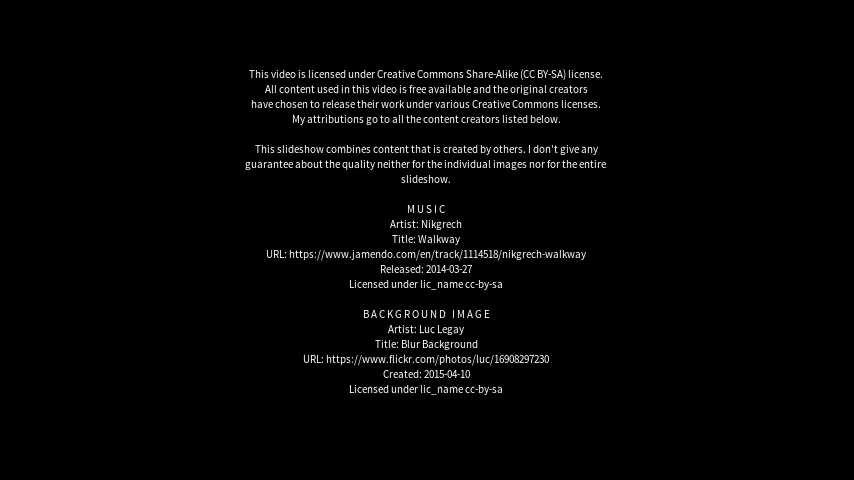 This video is licensed under Creative Commons Share-Alike (CC BY-SA) license.
All content used in this video is free available and the original creators
have chosen to release their work under various Creative Commons licenses.
My attributions go to all the content creators listed below.
This slideshow combines content that is created by others. I don't give any
guarantee about the quality neither for the individual images nor for the entire
slideshow.
MUSIC
Artist: Nikgrech
Title: Walkway
URL: https://www.jamendo.com/en/track/1114518/nikgrech-walkway
Released: 2014-03-27
Licensed under lic_name cc-by-sa
BACKGROUND IMAGE
Artist: Luc Legay
Title: Blur Background
URL: https://www.flickr.com/photos/luc/16908297230
Created: 2015-04-10
Licensed under lic_name cc-by-sa